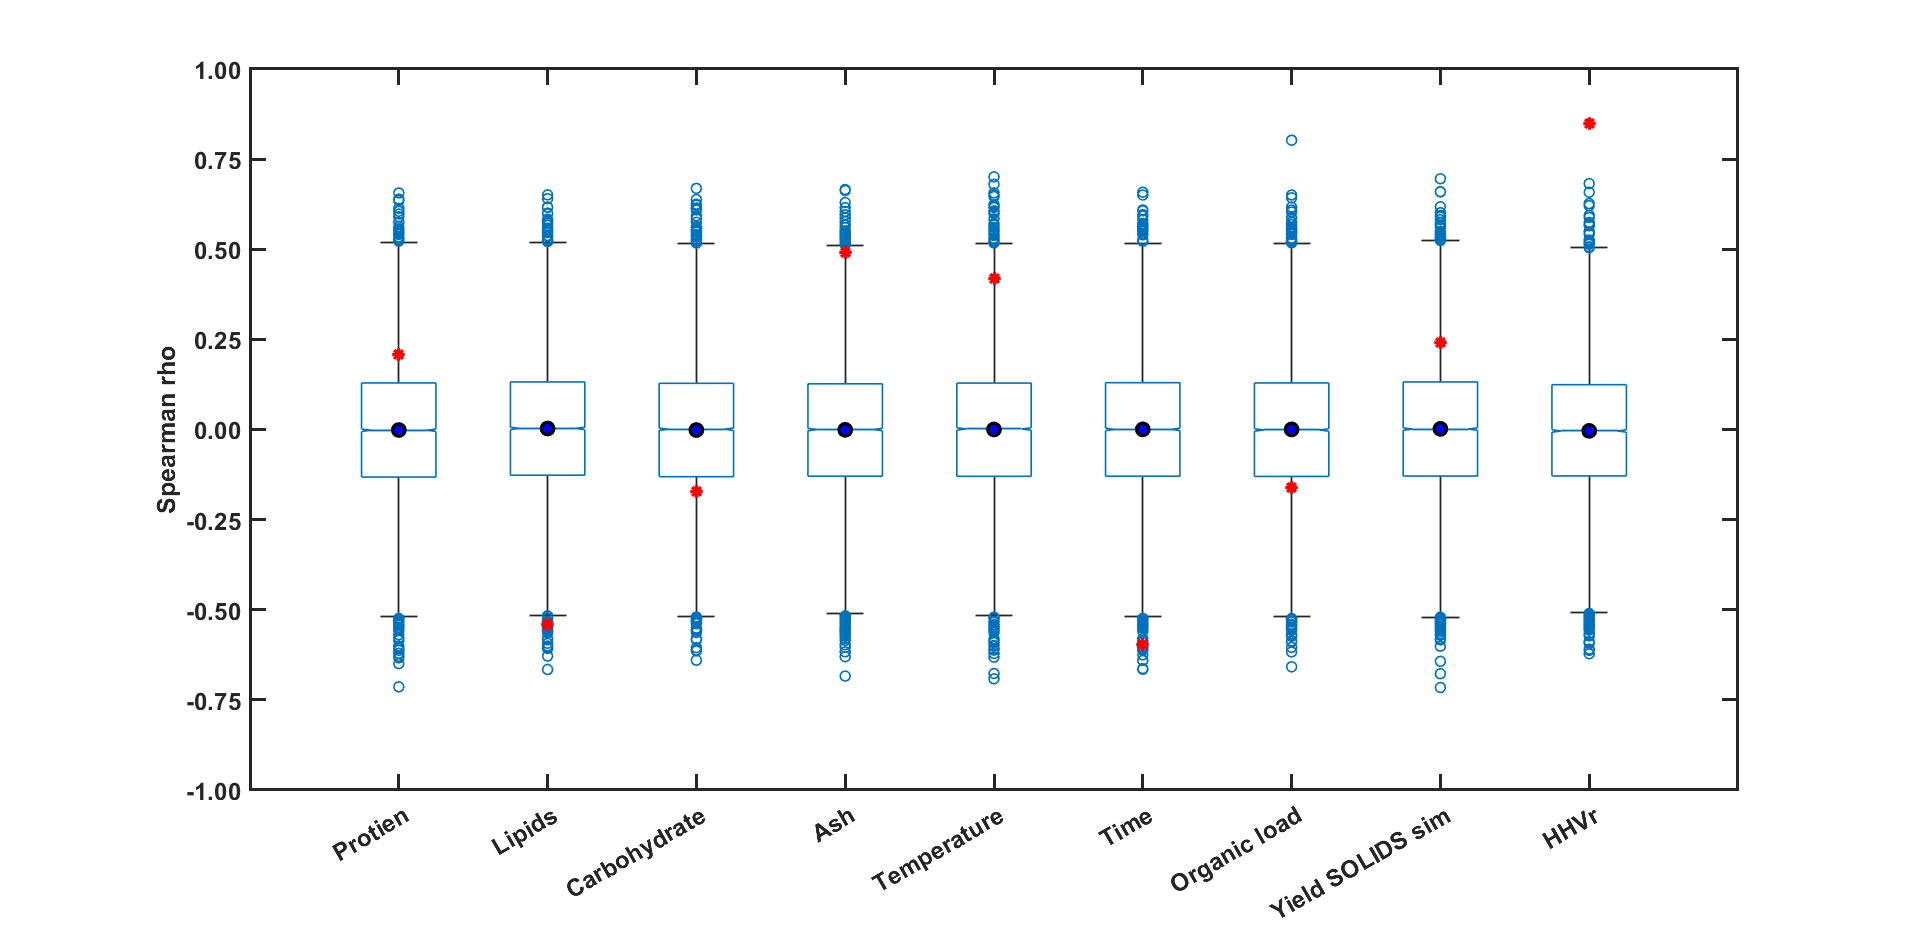 1.00
0.75
0.50
0.25
0.00
-0.25
-0.50
-0.75
-1.00
Spearman rho
Protien
Lipids
Carbohydrate
Ash
Temperature
Time
Organic load
Yield SOLIDS sim
HHVr